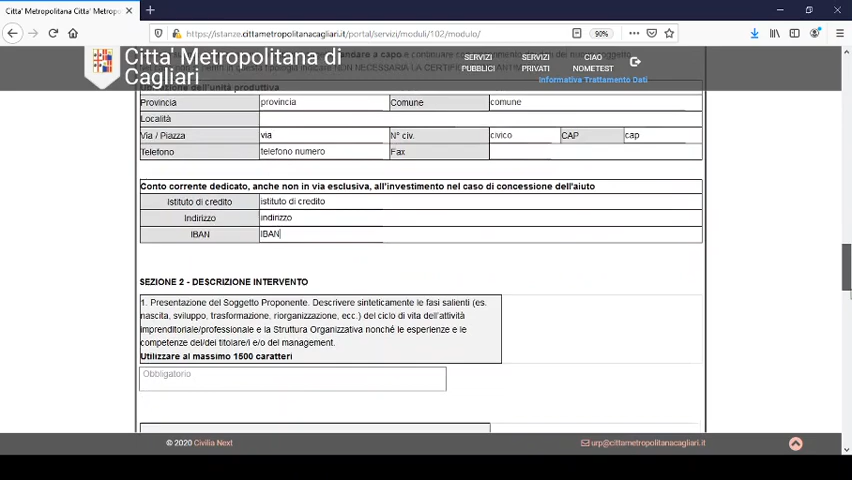 Citta' Metropolitana Citta' Metrop
https://istanze.cittametropolitanacagliari.it/portal/servizi/moduli/102/modulo/
90%
Citta' Metropolitana di
Cagliari
SERVIZI
PUBBLICI
SERVIZI
PRIVATI
CIAO
NOMETEST
Informativa Trattamento Dati
Provincia provincia Comune comune
Località
Via / Piazza via N° civ. civico CAP cap
Telefono telefono numero Fax
Conto corrente dedicato, anche non in via esclusiva, all'investimento nel caso di concessione dell'aiuto
Istituto di credito istituto di credito
Indirizzo indirizzo
IBAN IBAN
SEZIONE 2 - DESCRIZIONE INTERVENTO
1. Presentazione del Soggetto Proponente. Descrivere sinteticamente le fasi salienti (es.
nascita, sviluppo, trasformazione, riorganizzazione, ecc.) del ciclo di vita dell'attività
imprenditoriale/professionale e la Struttura Organizzativa nonché le esperienze e le
competenze del/dei titolare/i e/o del management.
Utilizzare al massimo 1500 caratteri
Obbligatorio
© 2020 Civilia Next
urp@cittametropolitanacagliari.it